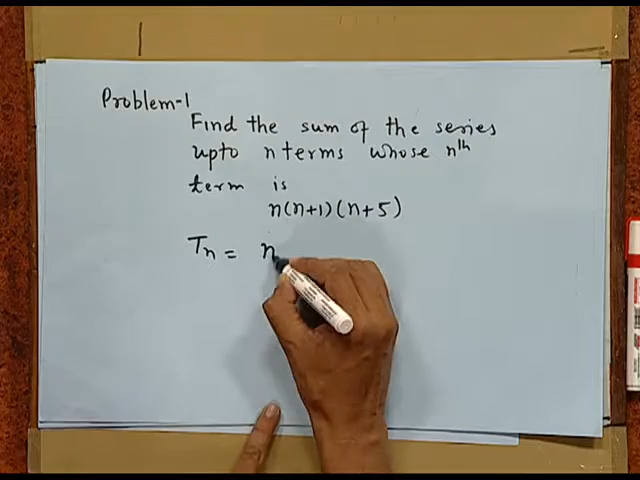 Problem-1
Find the sum of the series
upto n terms whose nth
term is
n(n+1)(n+5)
Tn = n